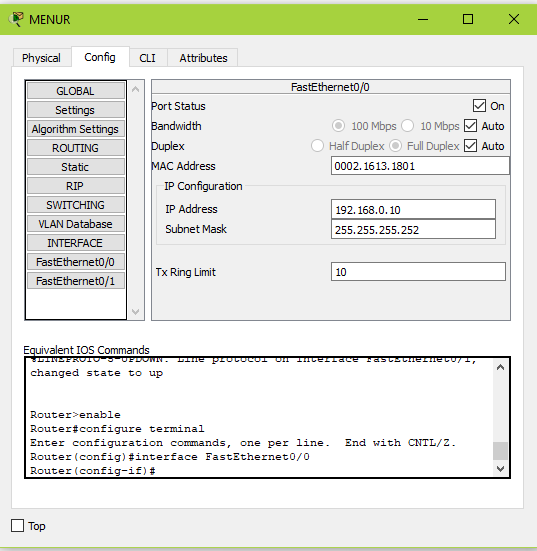 MENUR
Physical Config CLI Attributes
GLOBAL
Settings
Algorithm Settings
ROUTING
Static
RIP
SWITCHING
VLAN Database
INTERFACE
FastEthernet0/0
FastEthernet0/1
FastEthernet0/0
Port Status On
Bandwidth 100 Mbps 10 Mbps Auto
Duplex Half Duplex Full Duplex Auto
MAC Address 0002.1613.1801
IP Configuration
IP Address 192.168.0.10
Subnet Mask 255.255.255.252
Tx Ring Limit 10
Equivalent IOS Commands
%LINEPROTO-5-UPDOWN: Line protocol on Interface FastEthernet0/1,
changed state to up
Router>enable
Router#configure terminal
Enter configuration commands, one per line. End with CNTL/Z.
Router(config)#interface FastEthernet0/0
Router(config-if)#
Top